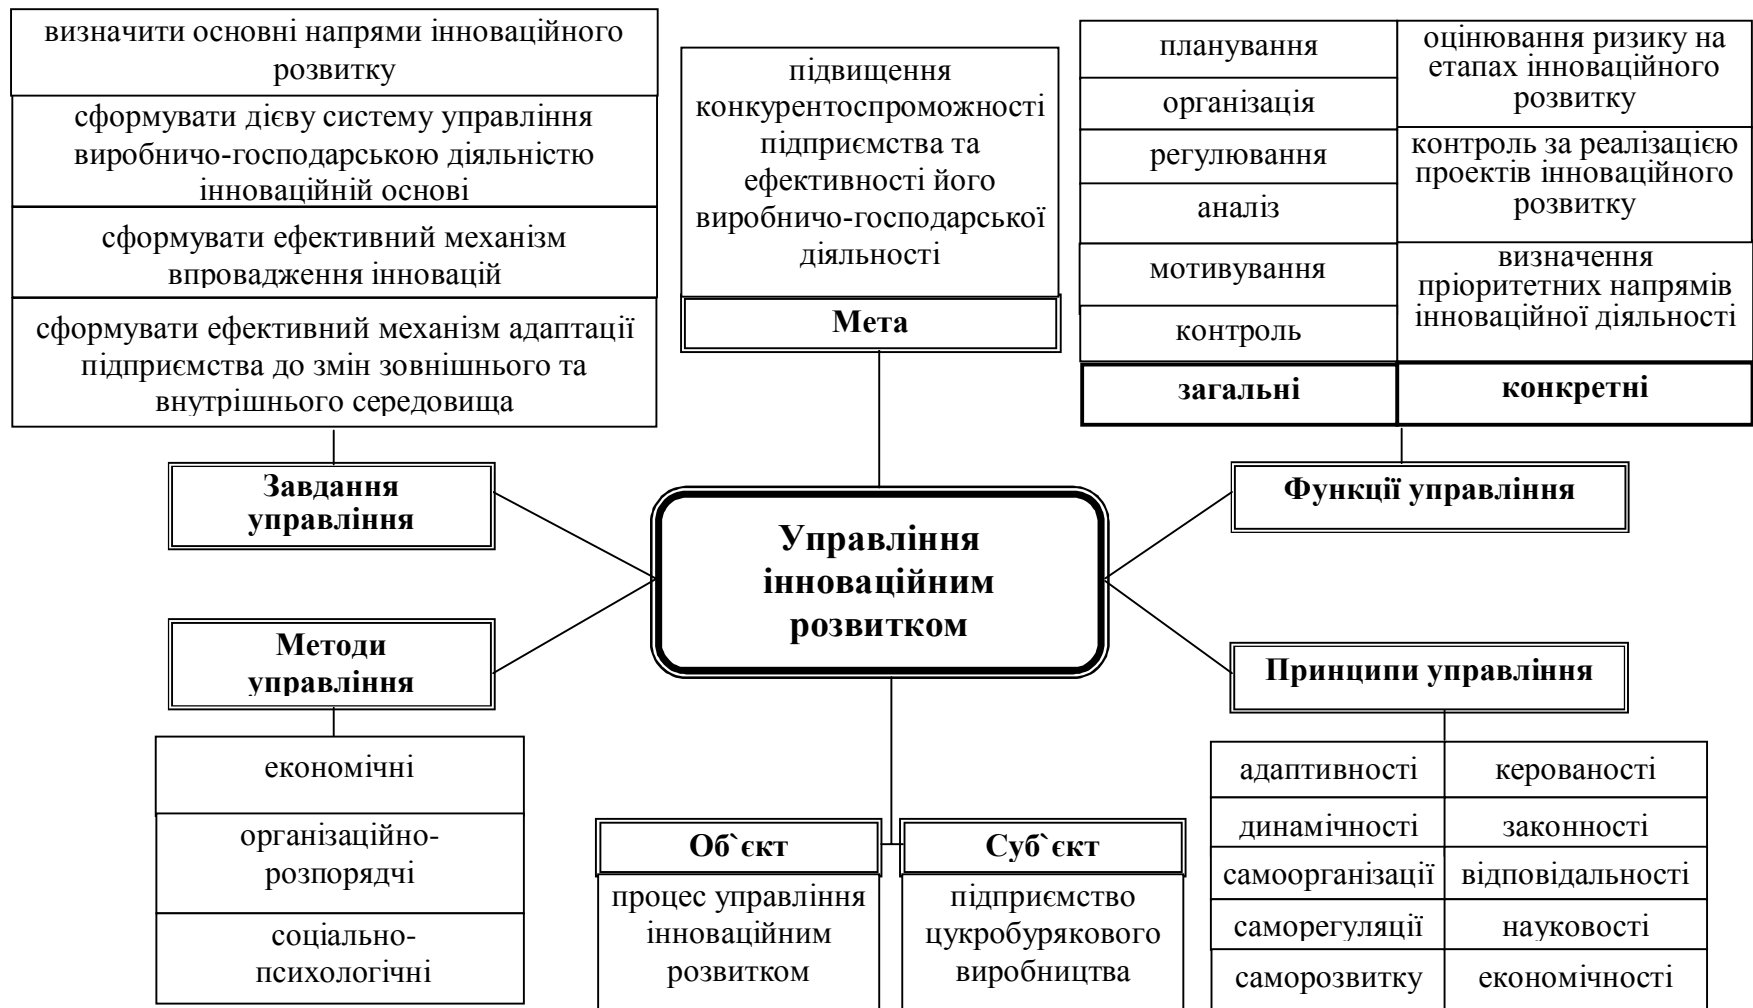 визначити основні напрями інноваційного
розвитку
сформувати дієву систему управління
виробничо-господарською діяльністю
інноваційній основі
сформувати ефективний механізм
впровадження інновацій
сформувати ефективний механізм адаптації
підприємства до змін зовнішнього та
внутрішнього середовища
Завдання
управління
підвищення
конкурентоспроможності
підприємства та
ефективності його
виробничо-господарської
діяльності
Мета
планування
організація
регулювання
аналіз
мотивування
контроль
загальні
оцінювання ризику на
етапах інноваційного
розвитку
контроль за реалізацією
проектів інноваційного
розвитку
визначення
пріоритетних напрямів
інноваційної діяльності
конкретні
Функції управління
Управління
інноваційним
розвитком
Методи
управління
економічні
організаційно-
розпорядчі
соціально-
психологічні
Об`єкт
процес управління
інноваційним
розвитком
Суб`єкт
підприємство
цукробурякового
виробництва
Принципи управління
адаптивності
керованості
динамічності
законності
самоорганізації
відповідальності
саморегуляції
науковості
саморозвитку
економічності